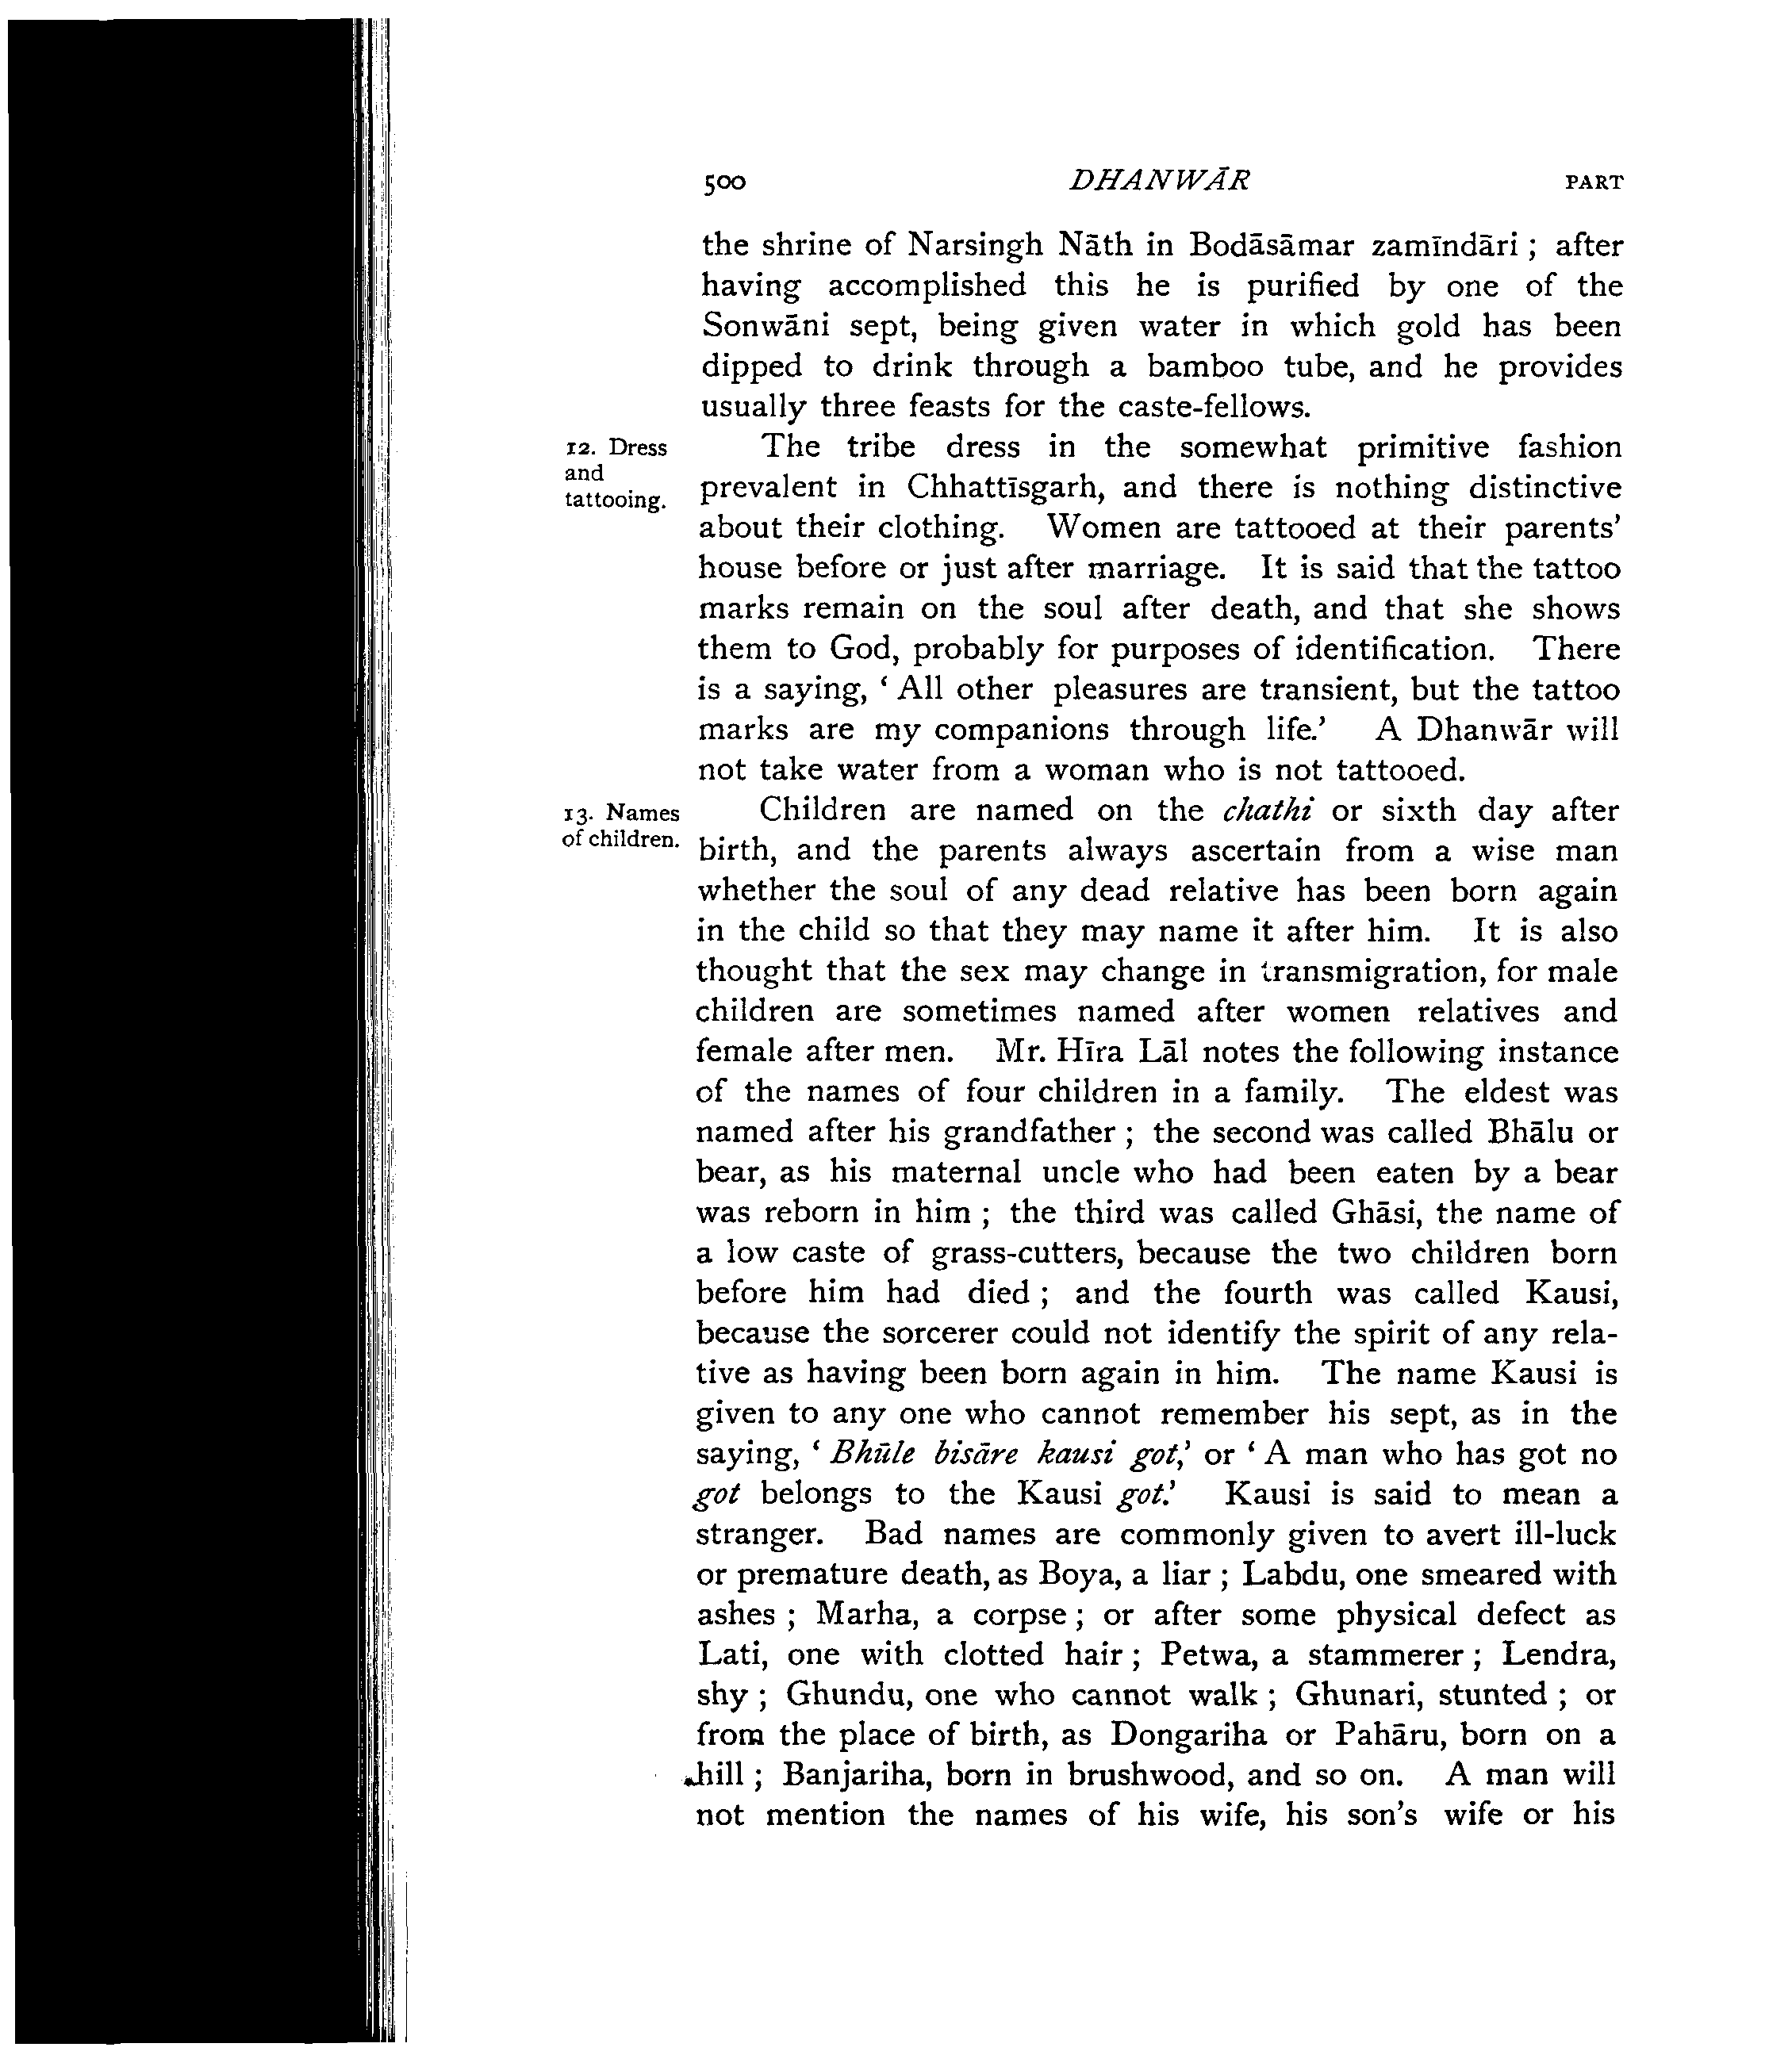 500 DHANWĀR PART
the shrine of Narsingh Nāth in Bodāsāmar zamīndāri ; after
having accomplished this he is purified by one of the
Sonwāni sept, being given water in which gold has been
dipped to drink through a bamboo tube, and he provides
usually three feasts for the caste-fellows.
12. Dress
and
tattooing.
The tribe dress in the somewhat primitive fashion
prevalent in Chhattīsgarh, and there is nothing distinctive
about their clothing. Women are tattooed at their parents'
house before or just after marriage. It is said that the tattoo
marks remain on the soul after death, and that she shows
them to God, probably for purposes of identification. There
is a saying, ‘ All other pleasures are transient, but the tattoo
marks are my companions through life.’ A Dhanwār will
not take water from a woman who is not tattooed.
13. Names
of children.
Children are named on the chathi or sixth day after
birth, and the parents always ascertain from a wise man
whether the soul of any dead relative has been born again
in the child so that they may name it after him. It is also
thought that the sex may change in transmigration, for male
children are sometimes named after women relatives and
female after men. Mr. Hīra Lāl notes the following instance
of the names of four children in a family. The eldest was
named after his grandfather ; the second was called Bhālu or
bear, as his maternal uncle who had been eaten by a bear
was reborn in him ; the third was called Ghāsi, the name of
a low caste of grass-cutters, because the two children born
before him had died ; and the fourth was called Kausi,
because the sorcerer could not identify the spirit of any rela-
tive as having been born again in him. The name Kausi is
given to any one who cannot remember his sept, as in the
saying, ‘ Bhūle bisāre kausi got,’ or ‘ A man who has got no
got belongs to the Kausi got.’ Kausi is said to mean a
stranger. Bad names are commonly given to avert ill-luck
or premature death, as Boya, a liar ; Labdu, one smeared with
ashes ; Marha, a corpse ; or after some physical defect as
Lati, one with clotted hair ; Petwa, a stammerer ; Lendra,
shy ; Ghundu, one who cannot walk ; Ghunari, stunted ; or
from the place of birth, as Dongariha or Pahāru, born on a
hill ; Banjariha, born in brushwood, and so on. A man will
not mention the names of his wife, his son's wife or his